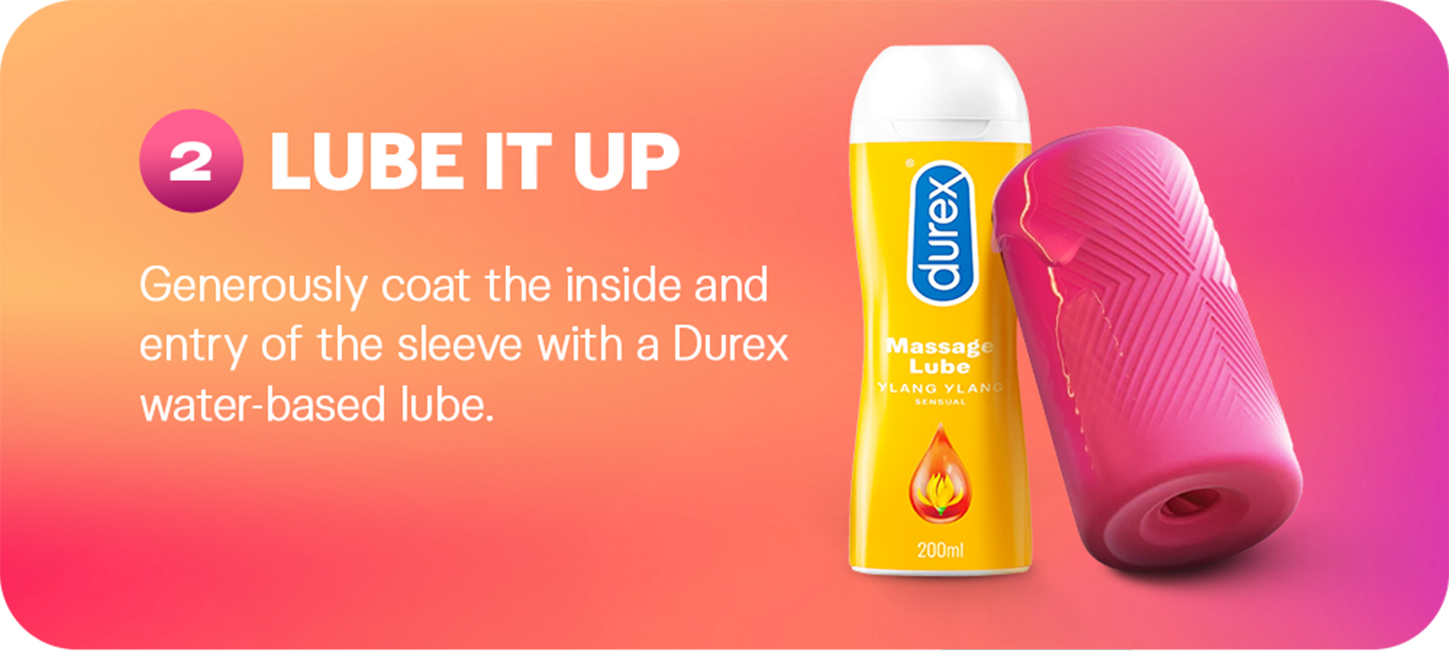 2 LUBE IT UP
Generously coat the inside and
entry of the sleeve with a Durex
water-based lube.
® durex
Massage
Lube
YLANG YLANG
SENSUAL
200ml